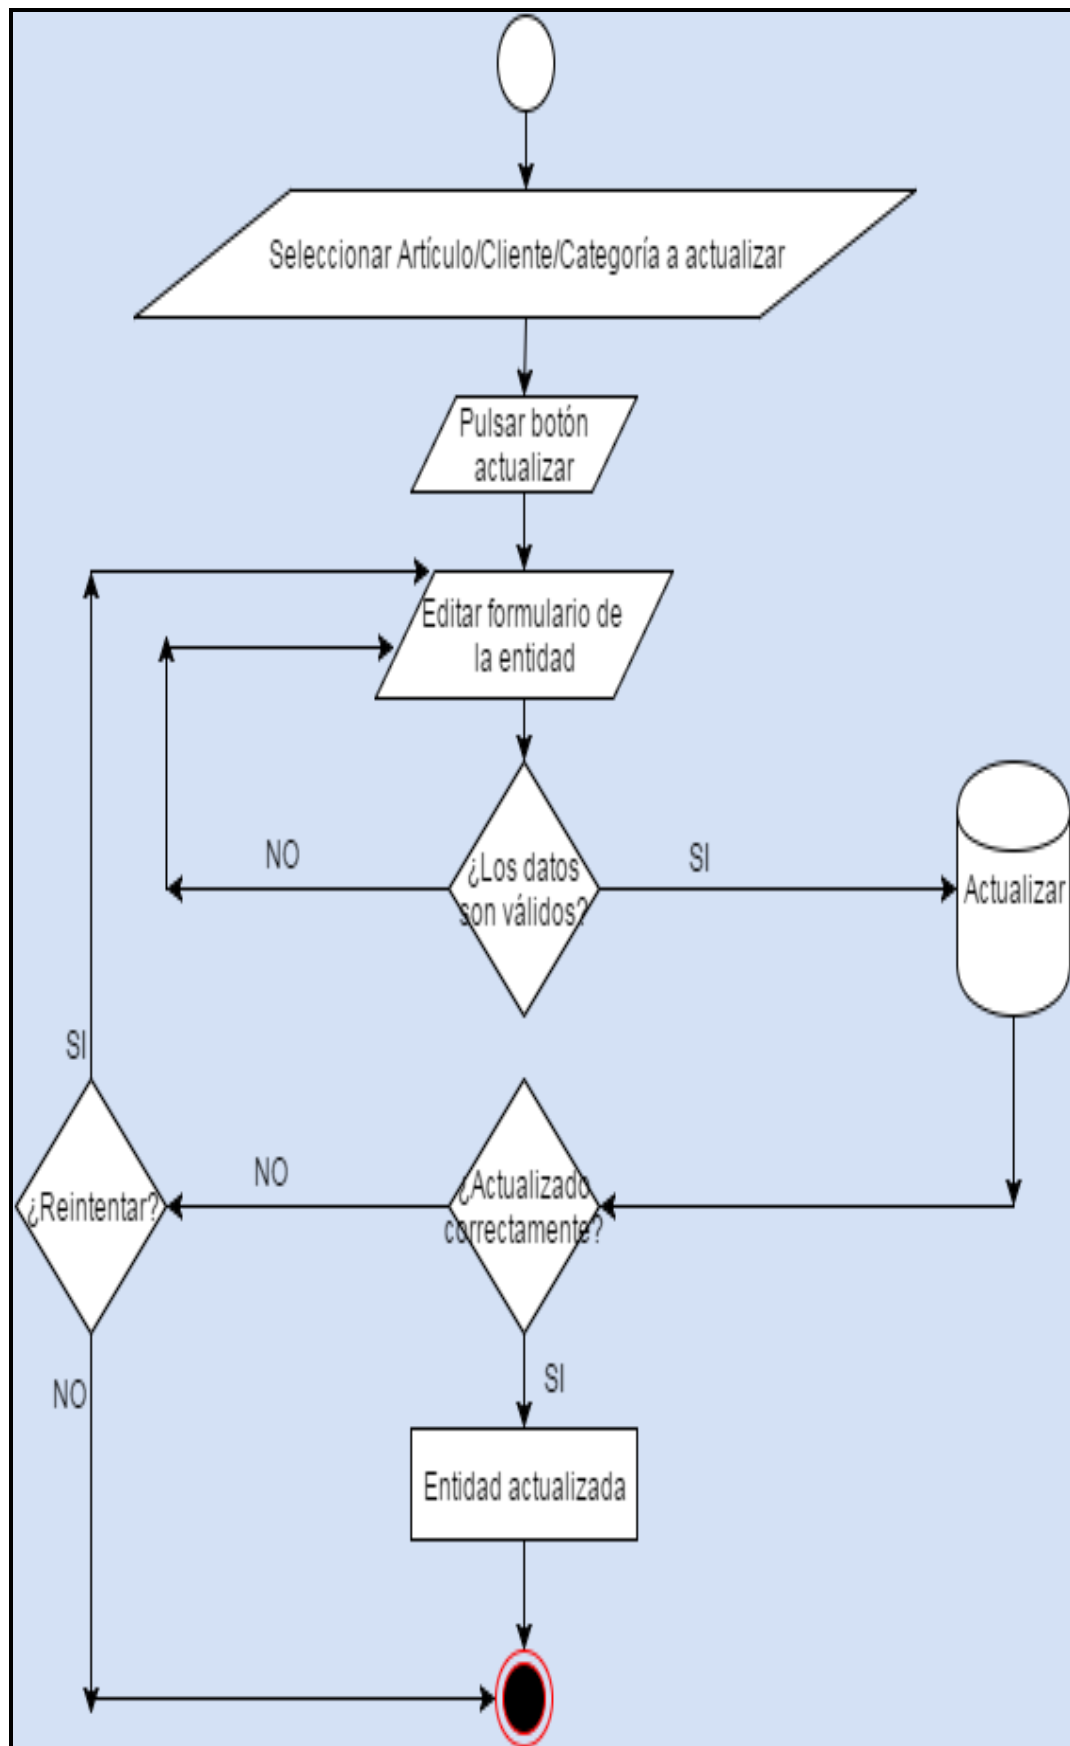 Seleccionar Artículo/Cliente/Categoría a actualizar
Pulsar botón
actualizar
Editar formulario de
la entidad
NO
¿Los datos
son válidos?
SI
Actualizar
SI
¿Reintentar?
NO
¿Actualizado
correctamente?
NO
SI
Entidad actualizada